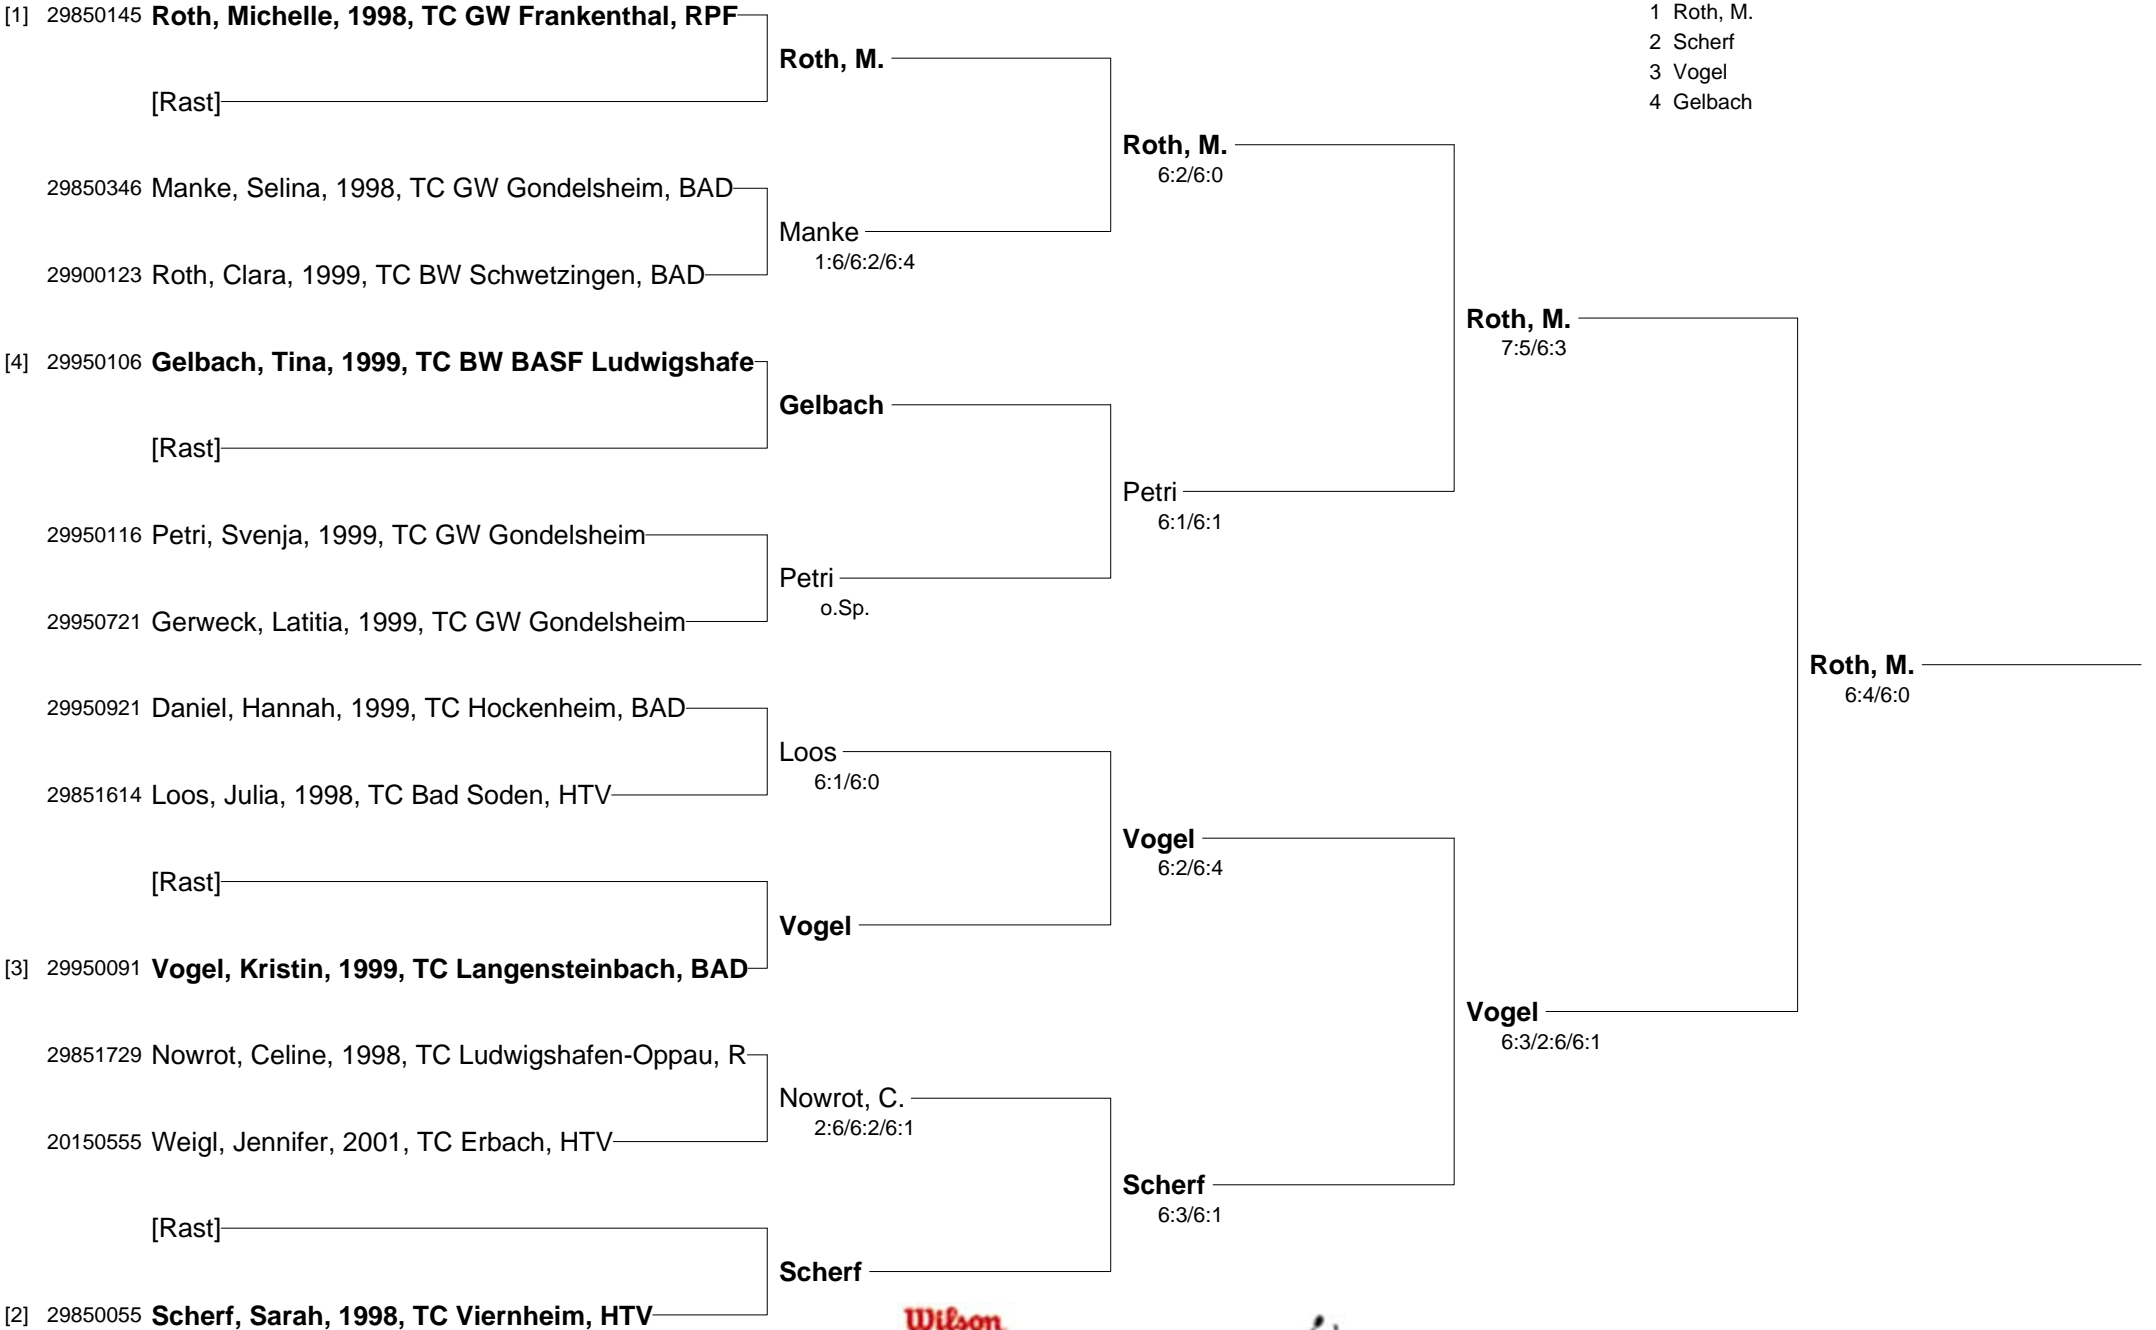 [1] 29850145 Roth, Michelle, 1998, TC GW Frankenthal, RPF
[Rast]
29850346 Manke, Selina, 1998, TC GW Gondelsheim, BAD
29900123 Roth, Clara, 1999, TC BW Schwetzingen, BAD
[4] 29950106 Gelbach, Tina, 1999, TC BW BASF Ludwigshafe
[Rast]
29950116 Petri, Svenja, 1999, TC GW Gondelsheim
29950721 Gerweck, Latitia, 1999, TC GW Gondelsheim
29950921 Daniel, Hannah, 1999, TC Hockenheim, BAD
29851614 Loos, Julia, 1998, TC Bad Soden, HTV
[Rast]
[3] 29950091 Vogel, Kristin, 1999, TC Langensteinbach, BAD
29851729 Nowrot, Celine, 1998, TC Ludwigshafen-Oppau, R
20150555 Weigl, Jennifer, 2001, TC Erbach, HTV
[Rast]
[2] 29850055 Scherf, Sarah, 1998, TC Viernheim, HTV
Roth, M.
Manke
1:6/6:2/6:4
Gelbach
Petri
o.Sp.
Loos
6:1/6:0
Vogel
Nowrot, C.
2:6/6:2/6:1
Scherf
Roth, M.
6:2/6:0
Petri
6:1/6:1
Vogel
6:2/6:4
Scherf
6:3/6:1
Roth, M.
7:5/6:3
Vogel
6:3/2:6/6:1
Roth, M.
6:4/6:0
1 Roth, M.
2 Scherf
3 Vogel
4 Gelbach
Wilson